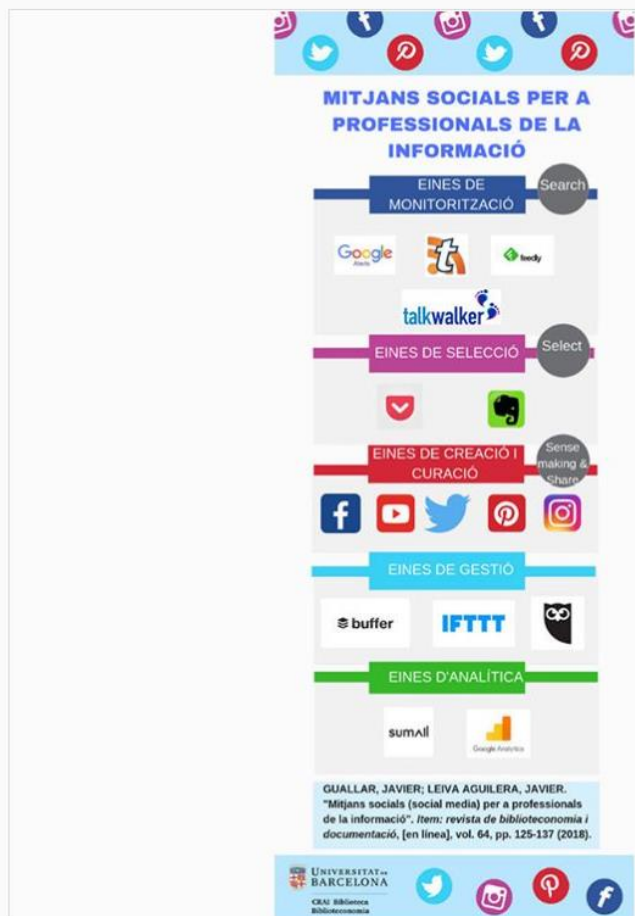 MITJANS SOCIALS PER A
PROFESSIONALS DE LA
INFORMACIÓ
EINES DE
MONITORITZACIÓ
Search
Google
Alerts
t
feedly
talkwalker
EINES DE SELECCIÓ
Select
EINES DE CREACIÓ I
CURACIÓ
Sense
making &
Share
EINES DE GESTIÓ
buffer
IFTTT
EINES D'ANALÍTICA
sumAll
Google Analytics
GUALLAR, JAVIER; LEIVA AGUILERA, JAVIER.
"Mitjans socials (social media) per a professionals
de la informació". Item: revista de biblioteconomia i
documentació, [en línea], vol. 64, pp. 125-137 (2018).
UNIVERSITAT DE
BARCELONA
CRAI Biblioteca
Biblioteconomia